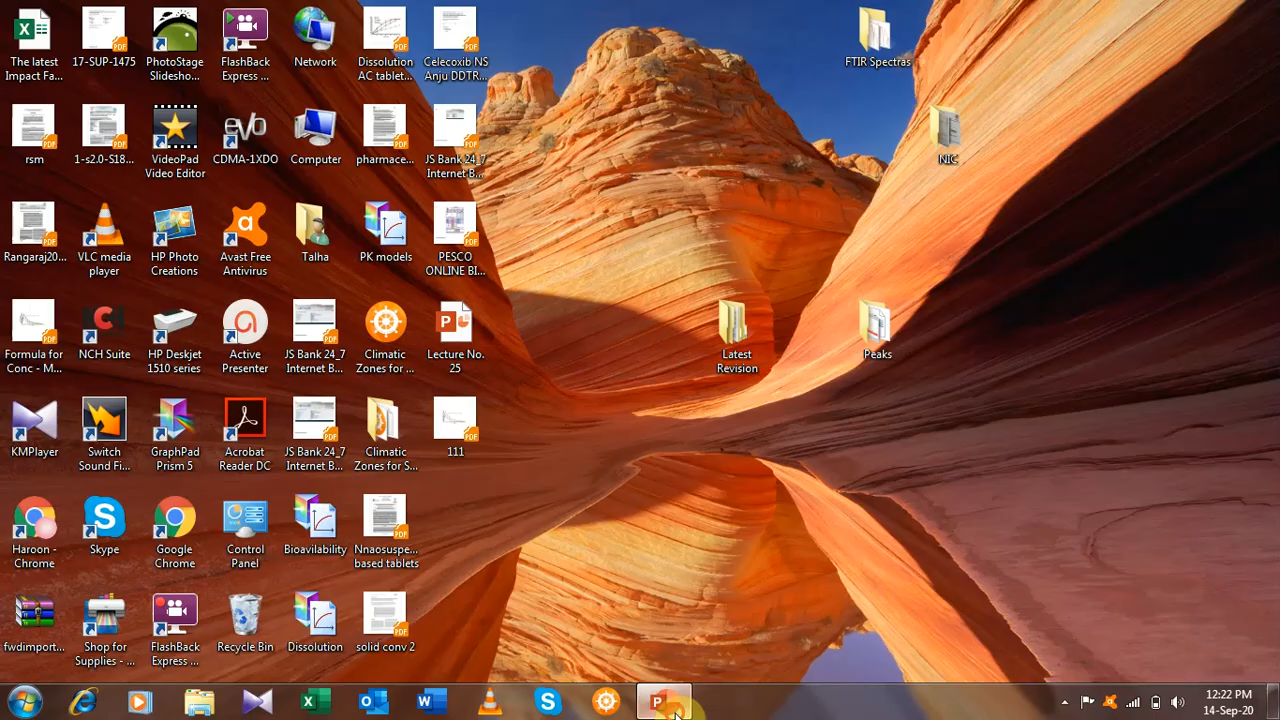 The latest
Impact Fa...
17-SUP-1475
PhotoStage
Slidesho...
FlashBack
Express ...
Network
Dissolution
AC tablet...
Celecoxib NS
Anju DDTR...
FTIR Spectras
rsm
1-s2.0-S18...
VideoPad
Video Editor
evo
CDMA-1XDO
Computer
pharmace...
JS Bank 24_7
Internet B...
NIC
Rangaraj20...
VLC media
player
HP Photo
Creations
Avast Free
Antivirus
Talha
PK models
PESCO
ONLINE BI...
Formula for
Conc - M...
NCH Suite
HP Deskjet
1510 series
Active
Presenter
JS Bank 24_7
Internet B...
Climatic
Zones for ...
Lecture No.
25
Latest
Revision
Peaks
KMPlayer
Switch
Sound Fi...
GraphPad
Prism 5
Acrobat
Reader DC
JS Bank 24_7
Internet B...
Climatic
Zones for S...
111
Haroon -
Chrome
Skype
Google
Chrome
Control
Panel
Bioavilability
Nnaosuspe...
based tablets
fwdimport...
Shop for
Supplies - ...
FlashBack
Express ...
Recycle Bin
Dissolution
solid conv 2
12:22 PM
14-Sep-20